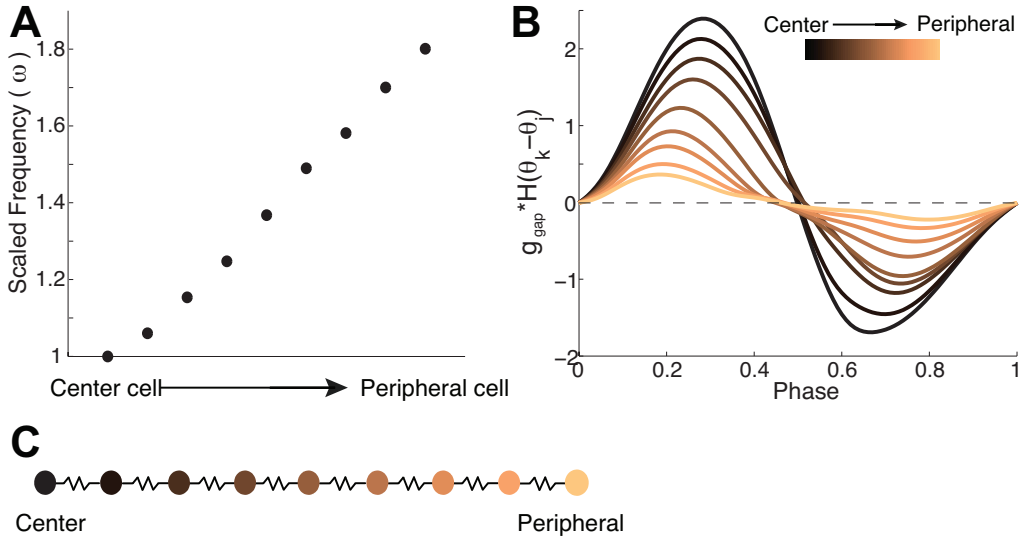 A
Scaled Frequency ( ω )
1.8
1.6
1.4
1.2
1
Center cell
Peripheral cell
B
g_gap*H(θ_k −θ_j)
2
1
0
−1
−2
Center
Peripheral
0
0.2
0.4
0.6
0.8
1
Phase
C
Center
Peripheral